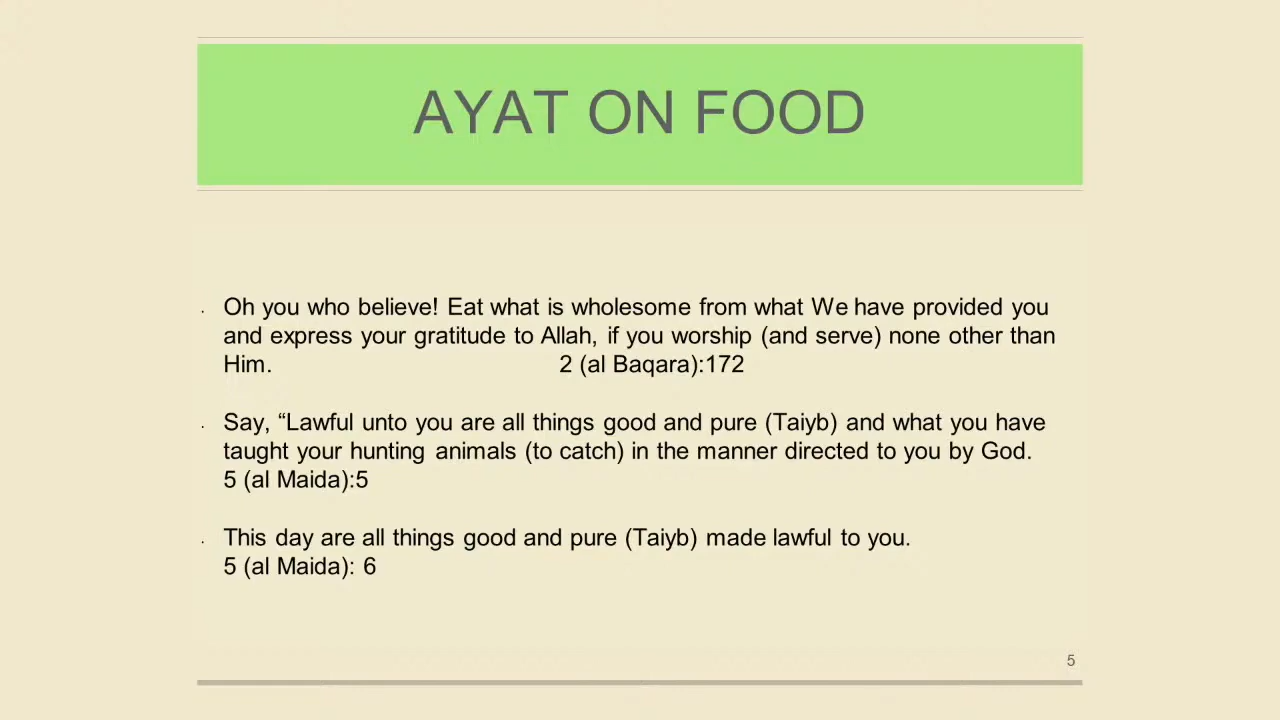 AYAT ON FOOD
. Oh you who believe! Eat what is wholesome from what We have provided you
and express your gratitude to Allah, if you worship (and serve) none other than
Him. 2 (al Baqara):172
. Say, “Lawful unto you are all things good and pure (Taiyb) and what you have
taught your hunting animals (to catch) in the manner directed to you by God.
5 (al Maida):5
. This day are all things good and pure (Taiyb) made lawful to you.
5 (al Maida): 6
5